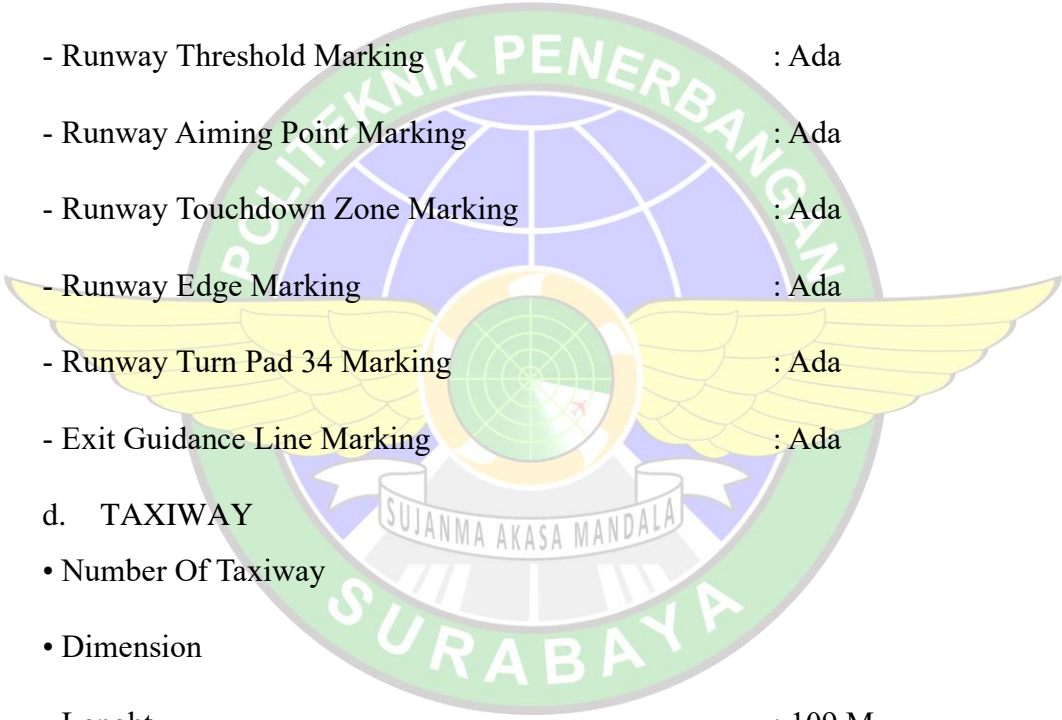 - Runway Threshold Marking : Ada
- Runway Aiming Point Marking : Ada
- Runway Touchdown Zone Marking : Ada
- Runway Edge Marking : Ada
- Runway Turn Pad 34 Marking : Ada
- Exit Guidance Line Marking : Ada
d. TAXIWAY
• Number Of Taxiway
• Dimension
POLITEKNIK PENERBANGAN
SUJANMA AKASA MANDALA
SURABAYA